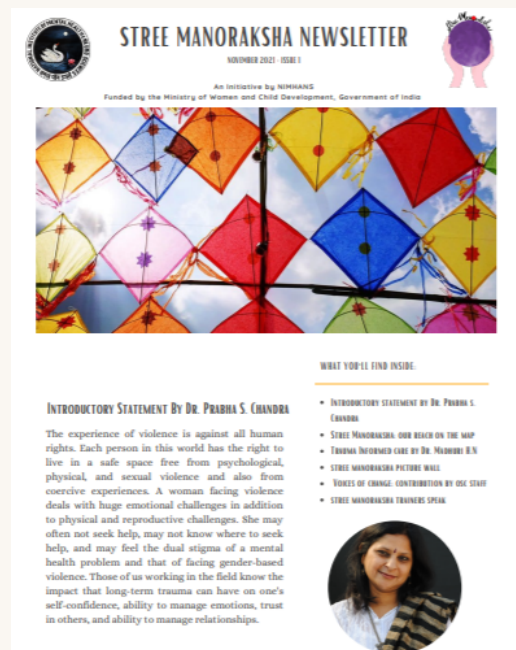 STREE MANORAKSHA NEWSLETTER
NOVEMBER 2021 - ISSUE 1
An Initiative by NIMHANS
Funded by the Ministry of Women and Child Development, Government of India
WHAT YOU'LL FIND INSIDE:
INTRODUCTORY STATEMENT BY DR. PRABHA S. CHANDRA
STREE MANORAKSHA: OUR REACH ON THE MAP
TRAUMA INFORMED CARE BY DR. MADHURI H.N
STREE MANORAKSHA PICTURE WALL
VOICES OF CHANGE: CONTRIBUTION BY OSC STAFF
STREE MANORAKSHA TRAINERS SPEAK
INTRODUCTORY STATEMENT BY DR. PRABHA S. CHANDRA
The experience of violence is against all human
rights. Each person in this world has the right to
live in a safe space free from psychological,
physical, and sexual violence and also from
coercive experiences. A woman facing violence
deals with huge emotional challenges in addition
to physical and reproductive challenges. She may
often not seek help, may not know where to seek
help, and may feel the dual stigma of a mental
health problem and that of facing gender-based
violence. Those of us working in the field know the
impact that long-term trauma can have on one's
self-confidence, ability to manage emotions, trust
in others, and ability to manage relationships.